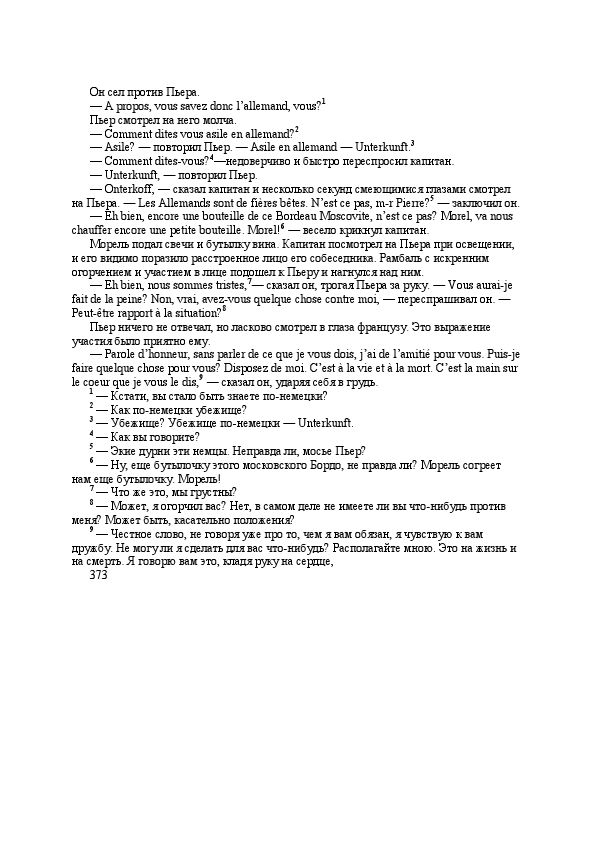 Он сел против Пьера.
— A propos, vous savez donc l’allemand, vous?1
Пьер смотрел на него молча.
— Comment dites vous asile en allemand?2
— Asile? — повторил Пьер. — Asile en allemand — Unterkunft.3
— Comment dites-vous?4—недоверчиво и быстро переспросил капитан.
— Unterkunft, — повторил Пьер.
— Onterkoff, — сказал капитан и несколько секунд смеющимися глазами смотрел
на Пьера. — Les Allemands sont de fières bêtes. N’est ce pas, m-r Pierre?5 — заключил он.
— Eh bien, encore une bouteille de ce Bordeau Moscovite, n’est ce pas? Morel, va nous
chauffer encore une petite bouteille. Morel!6 — весело крикнул капитан.
Морель подал свечи и бутылку вина. Капитан посмотрел на Пьера при освещении,
и его видимо поразило расстроенное лицо его собеседника. Рамбаль с искренним
огорчением и участием в лице подошел к Пьеру и нагнулся над ним.
— Eh bien, nous sommes tristes,7— сказал он, трогая Пьера за руку. — Vous aurai-je
fait de la peine? Non, vrai, avez-vous quelque chose contre moi, — переспрашивал он. —
Peut-être rapport à la situation?8
Пьер ничего не отвечал, но ласково смотрел в глаза французу. Это выражение
участия было приятно ему.
— Parole d’honneur, sans parler de ce que je vous dois, j’ai de l’amitié pour vous. Puis-je
faire quelque chose pour vous? Disposez de moi. C’est à la vie et à la mort. C’est la main sur
le coeur que je vous le dis,9 — сказал он, ударяя себя в грудь.
1 — Кстати, вы стало быть знаете по-немецки?
2 — Как по-немецки убежище?
3 — Убежище? Убежище по-немецки — Unterkunft.
4 — Как вы говорите?
5 — Экие дурни эти немцы. Неправда ли, мосье Пьер?
6 — Ну, еще бутылочку этого московского Бордо, не правда ли? Морель согреет
нам еще бутылочку. Морель!
7 — Что же это, мы грустны?
8 — Может, я огорчил вас? Нет, в самом деле не имеете ли вы что-нибудь против
меня? Может быть, касательно положения?
9 — Честное слово, не говоря уже про то, чем я вам обязан, я чувствую к вам
дружбу. Не могу ли я сделать для вас что-нибудь? Располагайте мною. Это на жизнь и
на смерть. Я говорю вам это, кладя руку на сердце,
373